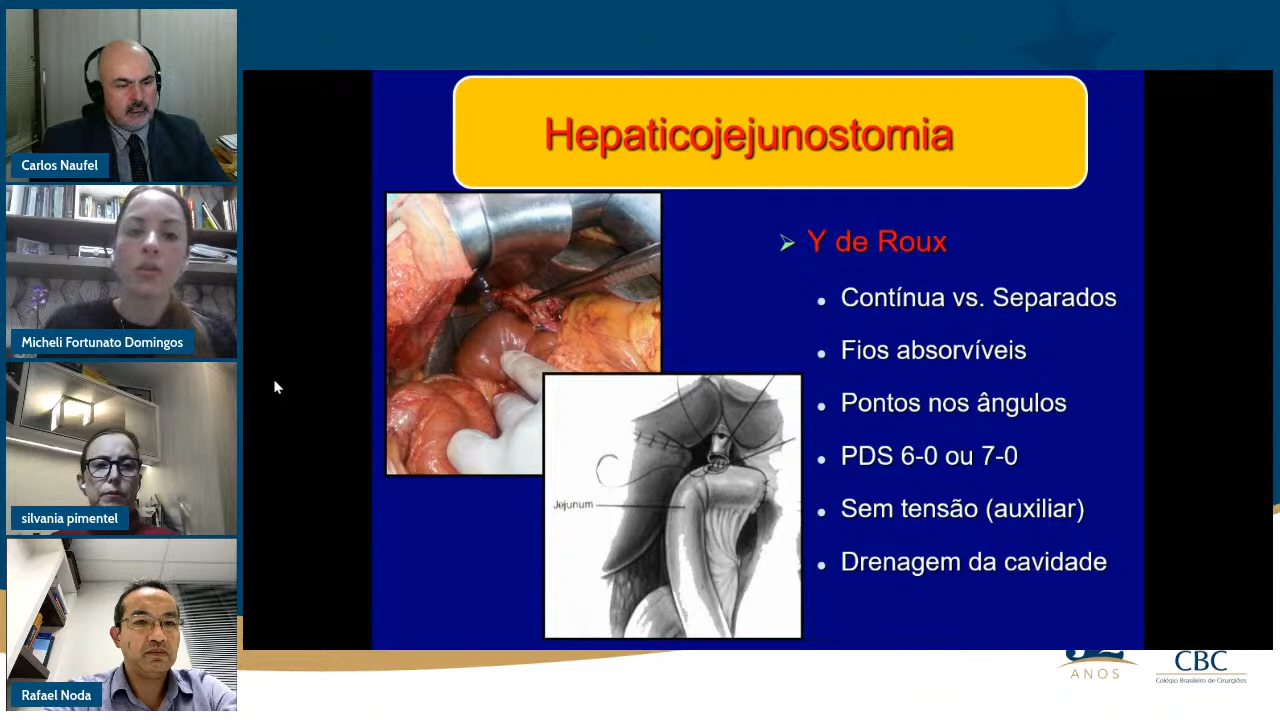 Carlos Naufel
Micheli Fortunato Domingos
silvania pimentel
Rafael Noda
Hepaticojejunostomia
Y de Roux
Contínua vs. Separados
Fios absorvíveis
Pontos nos ângulos
PDS 6-0 ou 7-0
Sem tensão (auxiliar)
Drenagem da cavidade
Jejunum
ANOS
CBC
Colégio Brasileiro de Cirurgiões